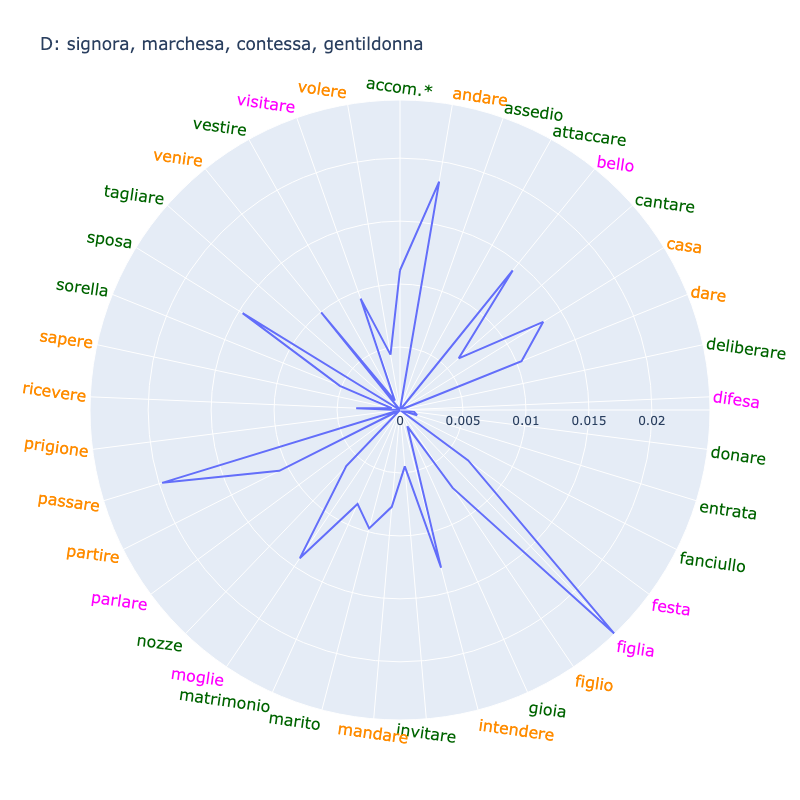 D: signora, marchesa, contessa, gentildonna
accom.*
andare
assedio
attaccare
bello
cantare
casa
dare
deliberare
difesa
donare
entrata
fanciullo
festa
figlia
figlio
gioia
intendere
invitare
mandare
marito
matrimonio
moglie
nozze
parlare
partire
passare
prigione
ricevere
sapere
sorella
sposa
tagliare
venire
vestire
visitare
volere
0 0.005 0.01 0.015 0.02